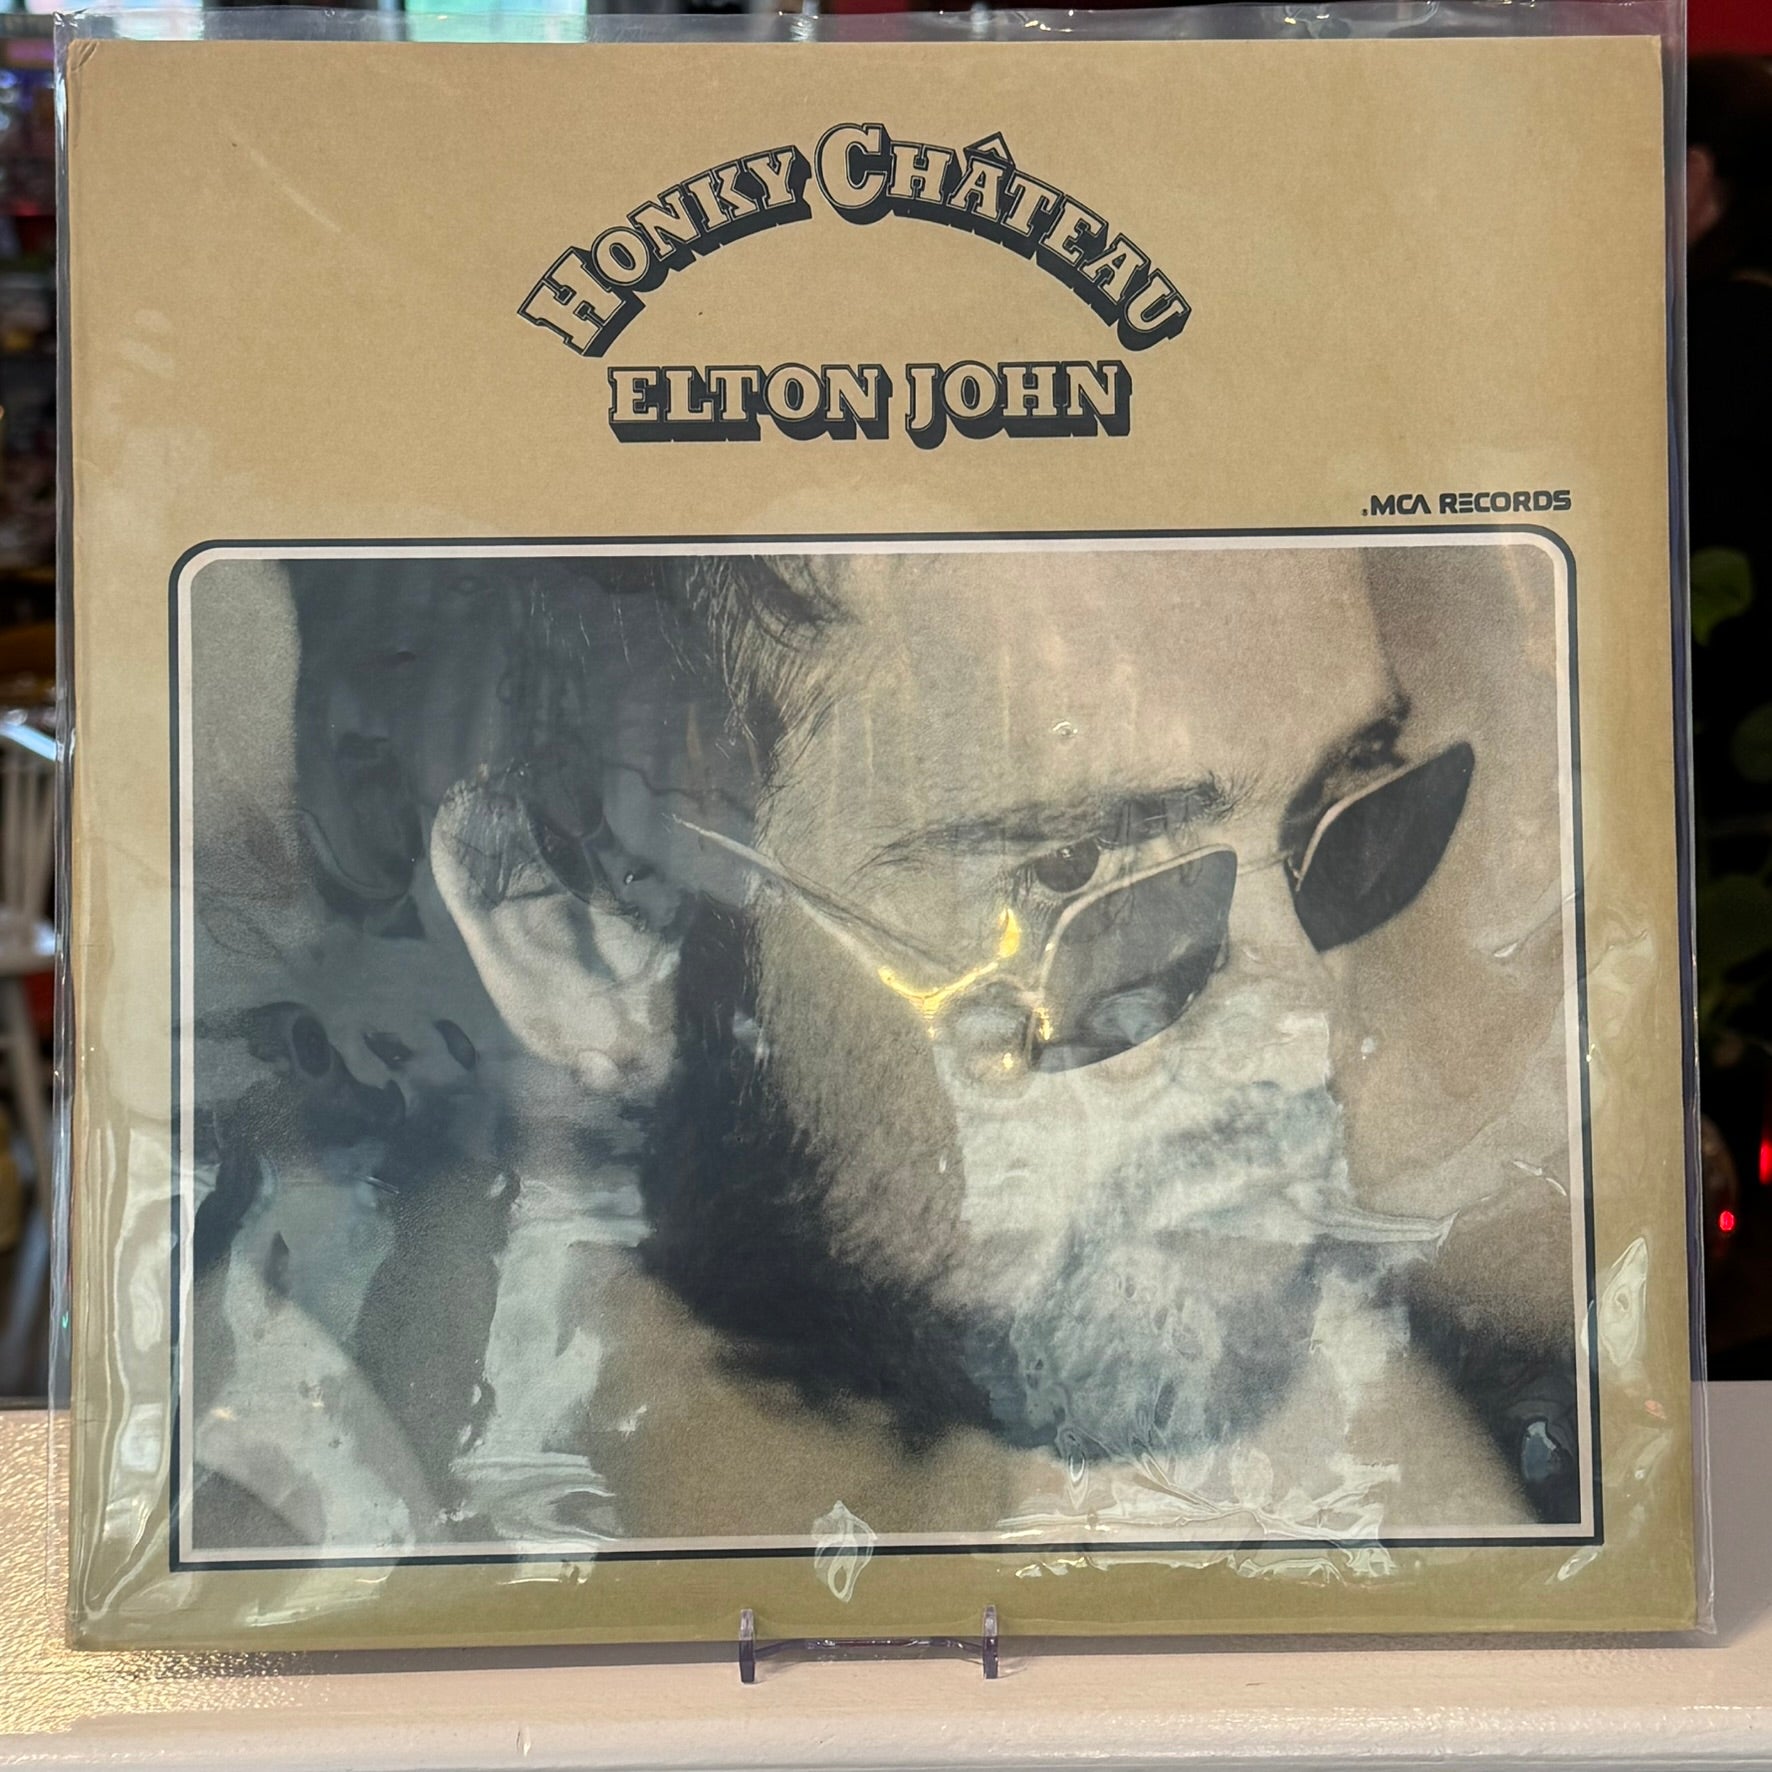 HONKY CHÂTEAU
ELTON JOHN
®MCA RECORDS